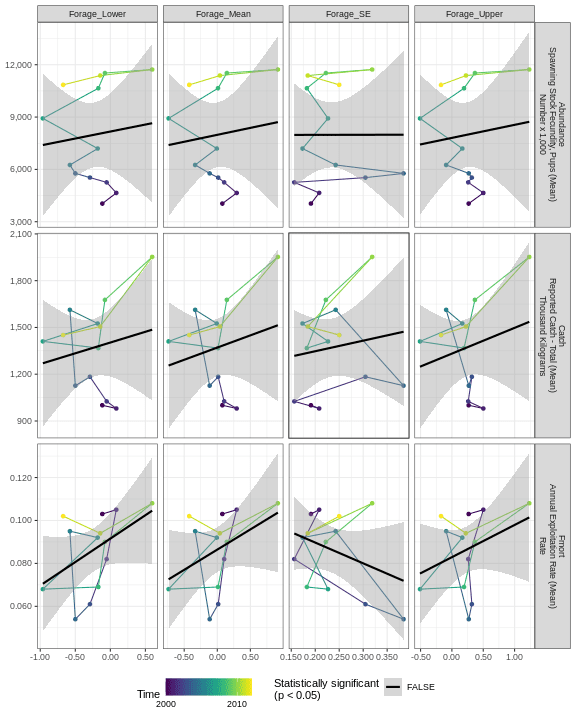 Forage_Lower Forage_Mean Forage_SE Forage_Upper
12,000
9,000
6,000
3,000
Abundance
Spawning Stock Fecundity, Pups (Mean)
Number x 1,000
2,100
1,800
1,500
1,200
900
Catch
Reported Catch - Total (Mean)
Thousand Kilograms
0.120
0.100
0.080
0.060
Fmort
Annual Exploitation Rate (Mean)
Rate
-1.00 -0.50 0.00 0.50 -0.50 0.00 0.50 0.150 0.200 0.250 0.300 0.350 -0.50 0.00 0.50 1.00
Time
2000 2010
Statistically significant
(p < 0.05)
FALSE